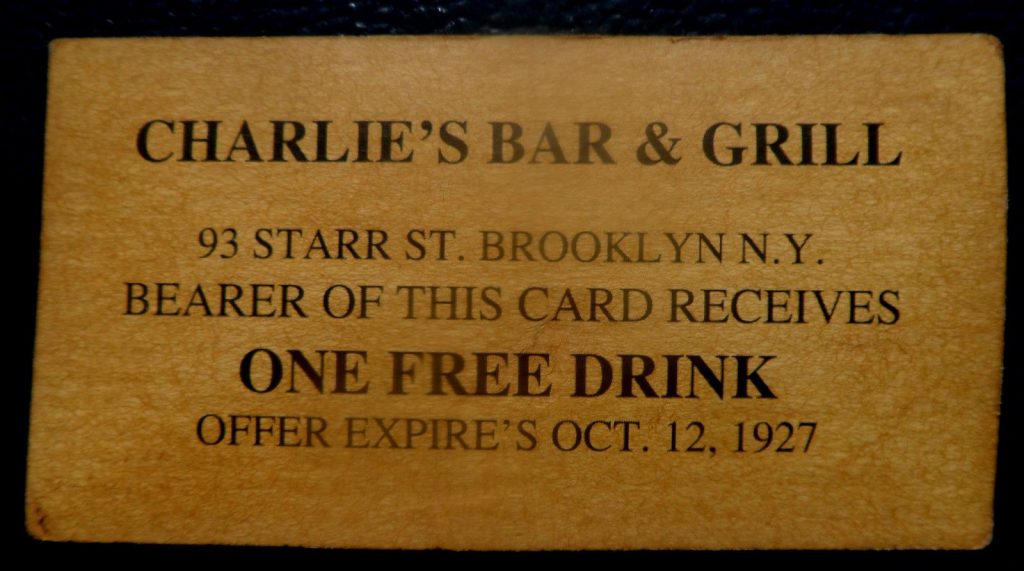 CHARLIE'S BAR & GRILL
93 STARR ST. BROOKLYN N.Y.
BEARER OF THIS CARD RECEIVES
ONE FREE DRINK
OFFER EXPIRE'S OCT. 12, 1927